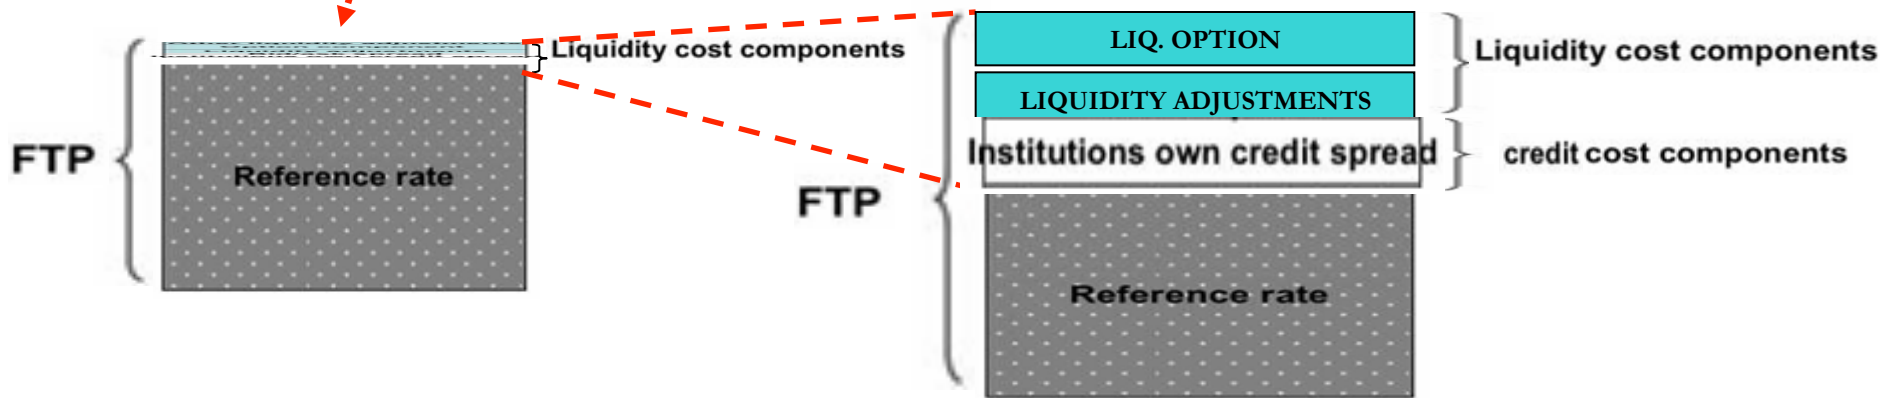 Liquidity cost components
FTP
Reference rate
LIQ. OPTION
LIQUIDITY ADJUSTMENTS
Liquidity cost components
Institutions own credit spread
credit cost components
FTP
Reference rate